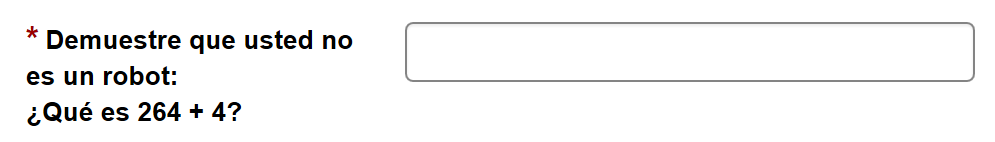 * Demuestre que usted no
es un robot:
¿Qué es 264 + 4?